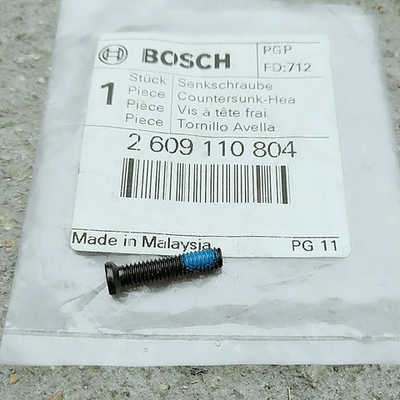 BOSCH
PGP
FD:712
1
Stück Senkschraube
Piece Countersunk-Hea
Pièce Vis à tête frai
Piece Tornillo Avella
2 609 110 804
Made in Malaysia
PG 11